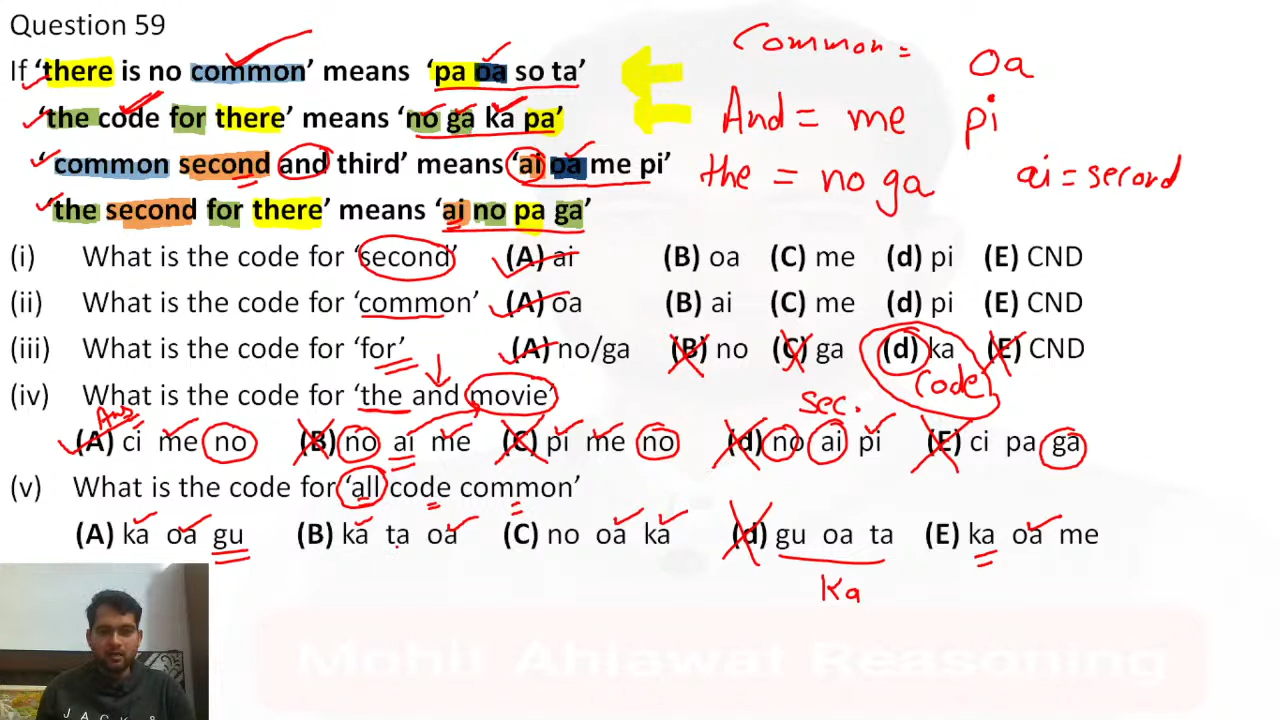 Question 59
Common = oa
If ‘there is no common’ means ‘pa oa so ta’
And = me pi
‘the code for there’ means ‘no ga ka pa’
‘ common second and third’ means ‘ai oa me pi’
the = no ga ai = second
‘the second for there’ means ‘ai no pa ga’
(i) What is the code for ‘second’ (A) ai (B) oa (C) me (d) pi (E) CND
(ii) What is the code for ‘common’ (A) oa (B) ai (C) me (d) pi (E) CND
(iii) What is the code for ‘for’ (A) no/ga (B) no (C) ga (d) ka (E) CND
Code
(iv) What is the code for ‘the and movie’
Ans sec.
(A) ci me no (B) no ai me (C) pi me no (d) no ai pi (E) ci pa ga
(v) What is the code for ‘all code common’
(A) ka oa gu (B) ka ta oa (C) no oa ka (d) gu oa ta (E) ka oa me
Ka
Mohit Ahlawat Reasoning